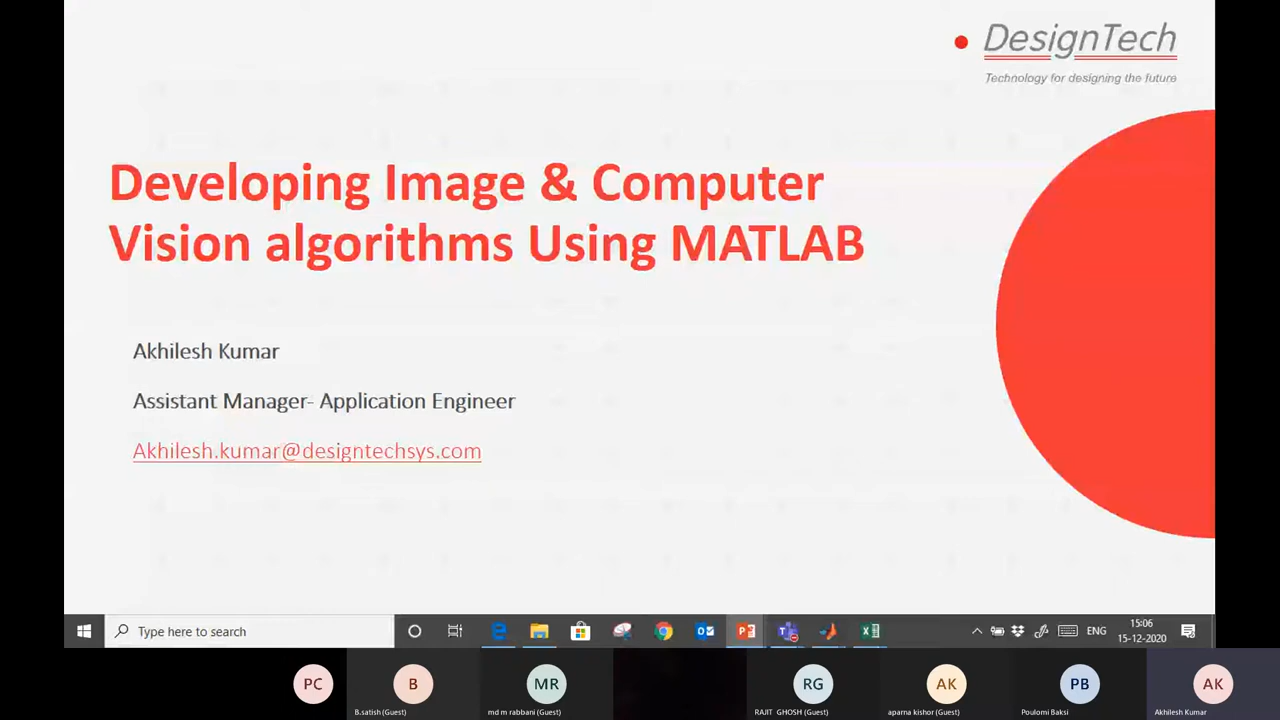 DesignTech
Technology for designing the future
Developing Image & Computer
Vision algorithms Using MATLAB
Akhilesh Kumar
Assistant Manager- Application Engineer
Akhilesh.kumar@designtechsys.com
Type here to search
ENG
15:06
15-12-2020
PC
B
MR
RG
AK
PB
AK
B.satish (Guest)
md m rabbani (Guest)
RAJIT GHOSH (Guest)
aparna kishor (Guest)
Poulomi Baksi
Akhilesh Kumar